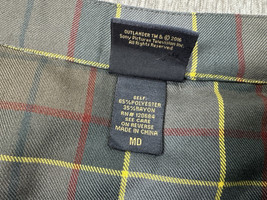 OUTLANDER TM & © 2016
Sony Pictures Television Inc.
All Rights Reserved
SELF:
65%POLYESTER
35%RAYON
RN# 120684
SEE CARE
ON REVERSE
MADE IN
CHINA
MD